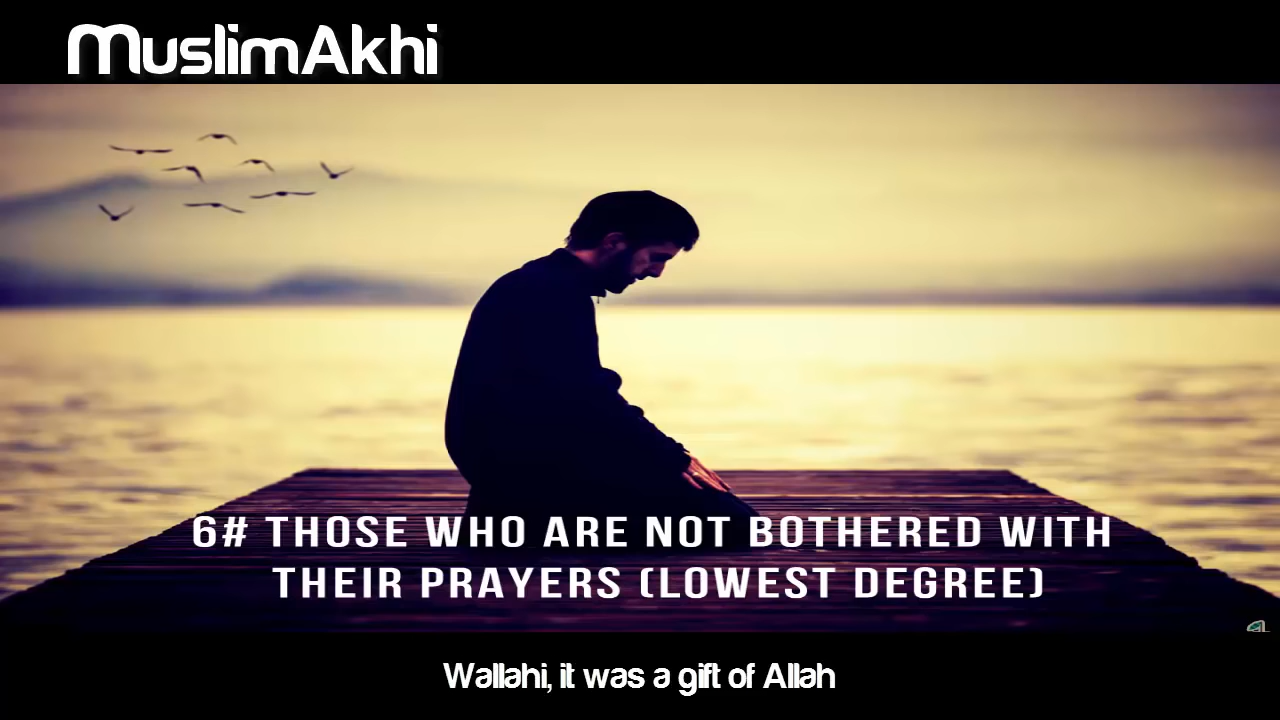 MuslimAkhi
6# THOSE WHO ARE NOT BOTHERED WITH
THEIR PRAYERS (LOWEST DEGREE)
Wallahi, it was a gift of Allah